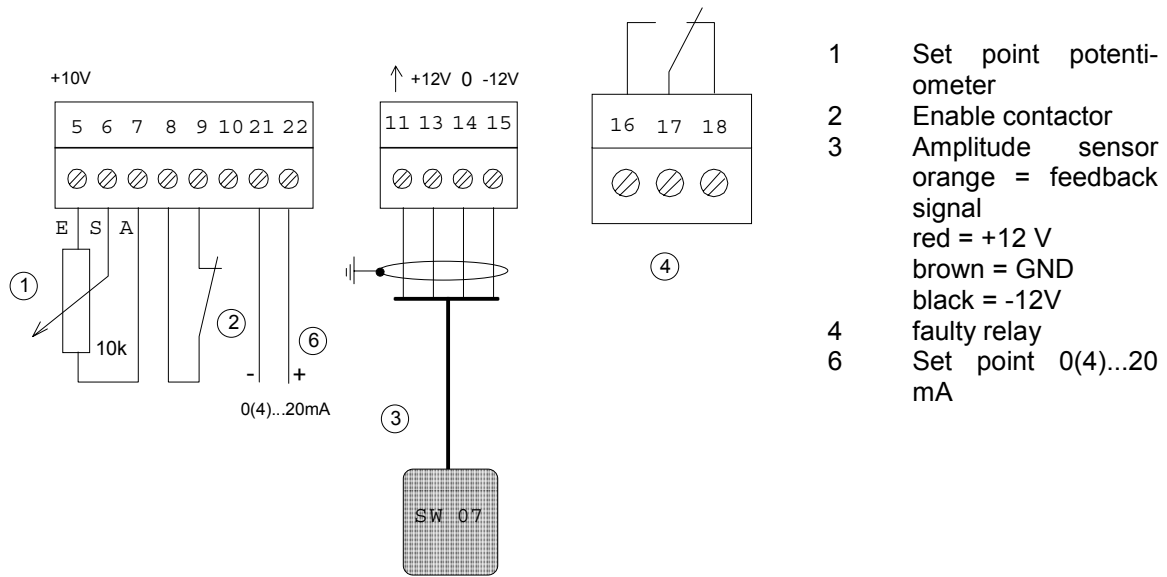 +10V
5 6 7 8 9 10 21 22
E S A
1
10k
2
6
- +
0(4)...20mA
+12V 0 -12V
11 13 14 15
3
SW 07
16 17 18
4
1 Set point potenti-
ometer
2 Enable contactor
3 Amplitude sensor
orange = feedback
signal
red = +12 V
brown = GND
black = -12V
4 faulty relay
6 Set point 0(4)...20
mA